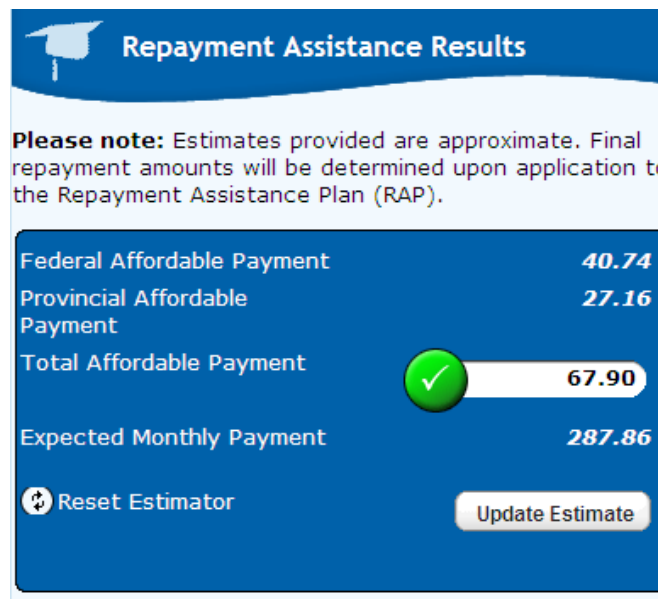 Repayment Assistance Results
Please note: Estimates provided are approximate. Final
repayment amounts will be determined upon application
the Repayment Assistance Plan (RAP).
Federal Affordable Payment 40.74
Provincial Affordable 27.16
Payment
Total Affordable Payment 67.90
Expected Monthly Payment 287.86
Reset Estimator Update Estimate